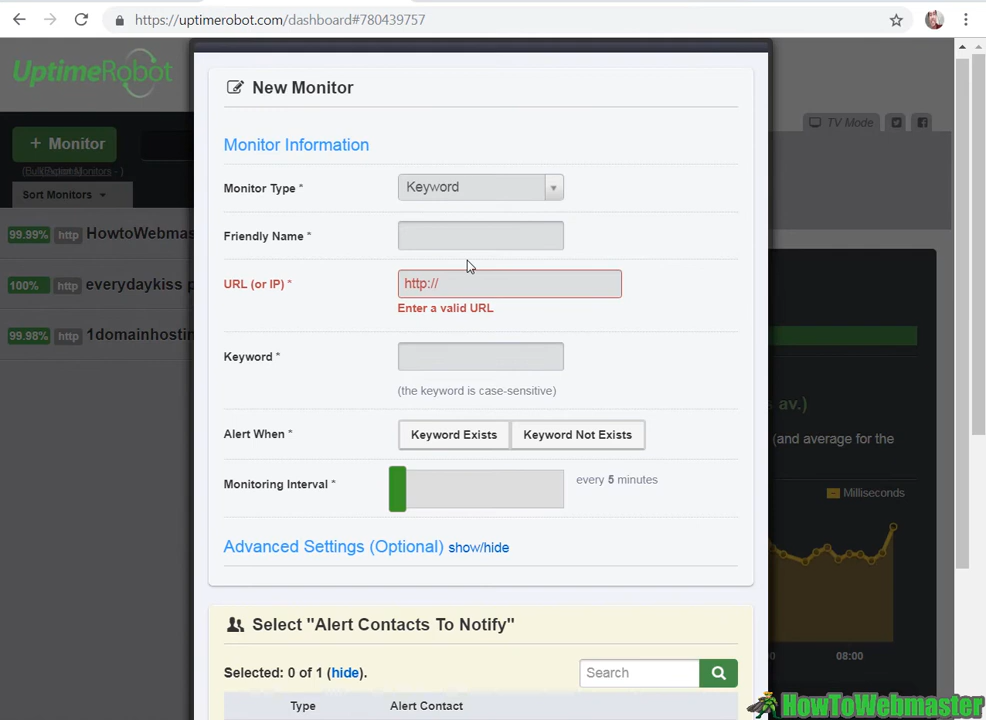 https://uptimerobot.com/dashboard#780439757
UptimeRobot
New Monitor
Monitor Information
+ Monitor
TV Mode
Sort Monitors
Monitor Type *
Keyword
Friendly Name *
99.99% http HowtoWebmas
URL (or IP) *
http://
Enter a valid URL
100% http everydaykiss p
99.98% http 1domainhostin
Keyword *
(the keyword is case-sensitive)
s av.)
Alert When *
Keyword Exists
Keyword Not Exists
(and average for the
Monitoring Interval *
every 5 minutes
Milliseconds
Advanced Settings (Optional) show/hide
Select "Alert Contacts To Notify"
08:00
Selected: 0 of 1 (hide).
Search
Type
Alert Contact
HowToWebmaster